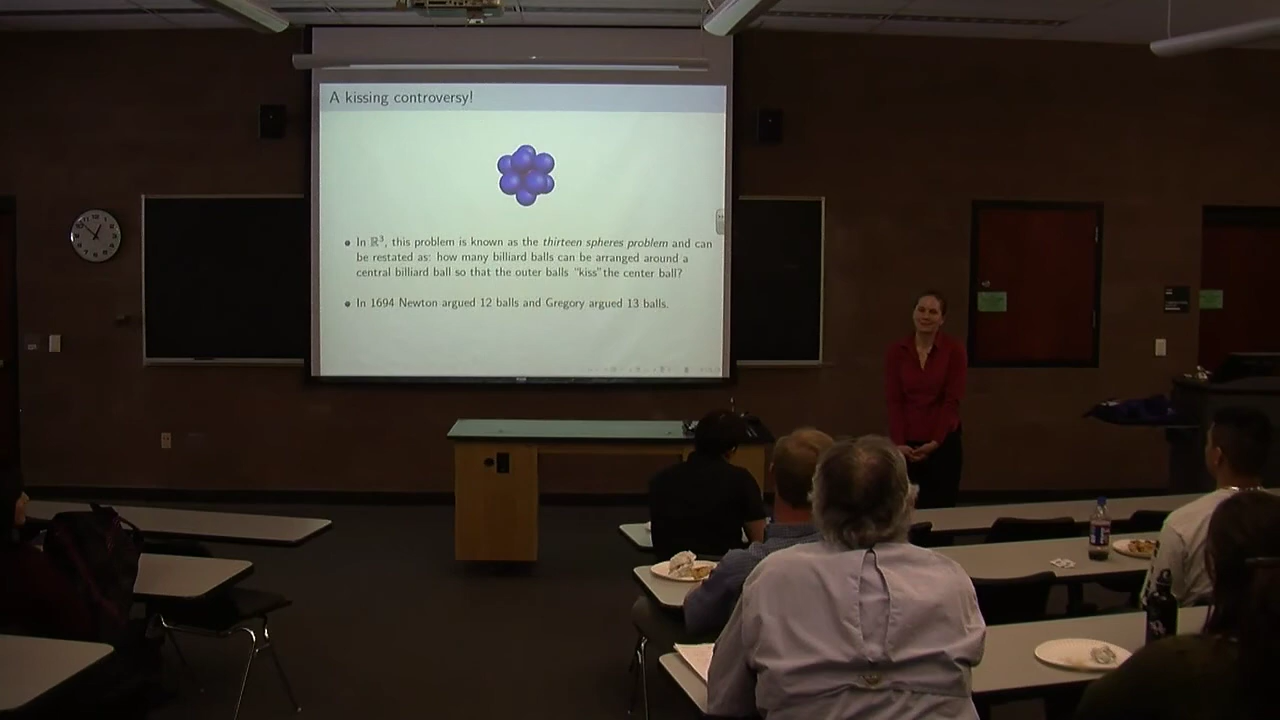 A kissing controversy!
• In ℝ³, this problem is known as the thirteen spheres problem and can
be restated as: how many billiard balls can be arranged around a
central billiard ball so that the outer balls "kiss" the center ball?
• In 1694 Newton argued 12 balls and Gregory argued 13 balls.